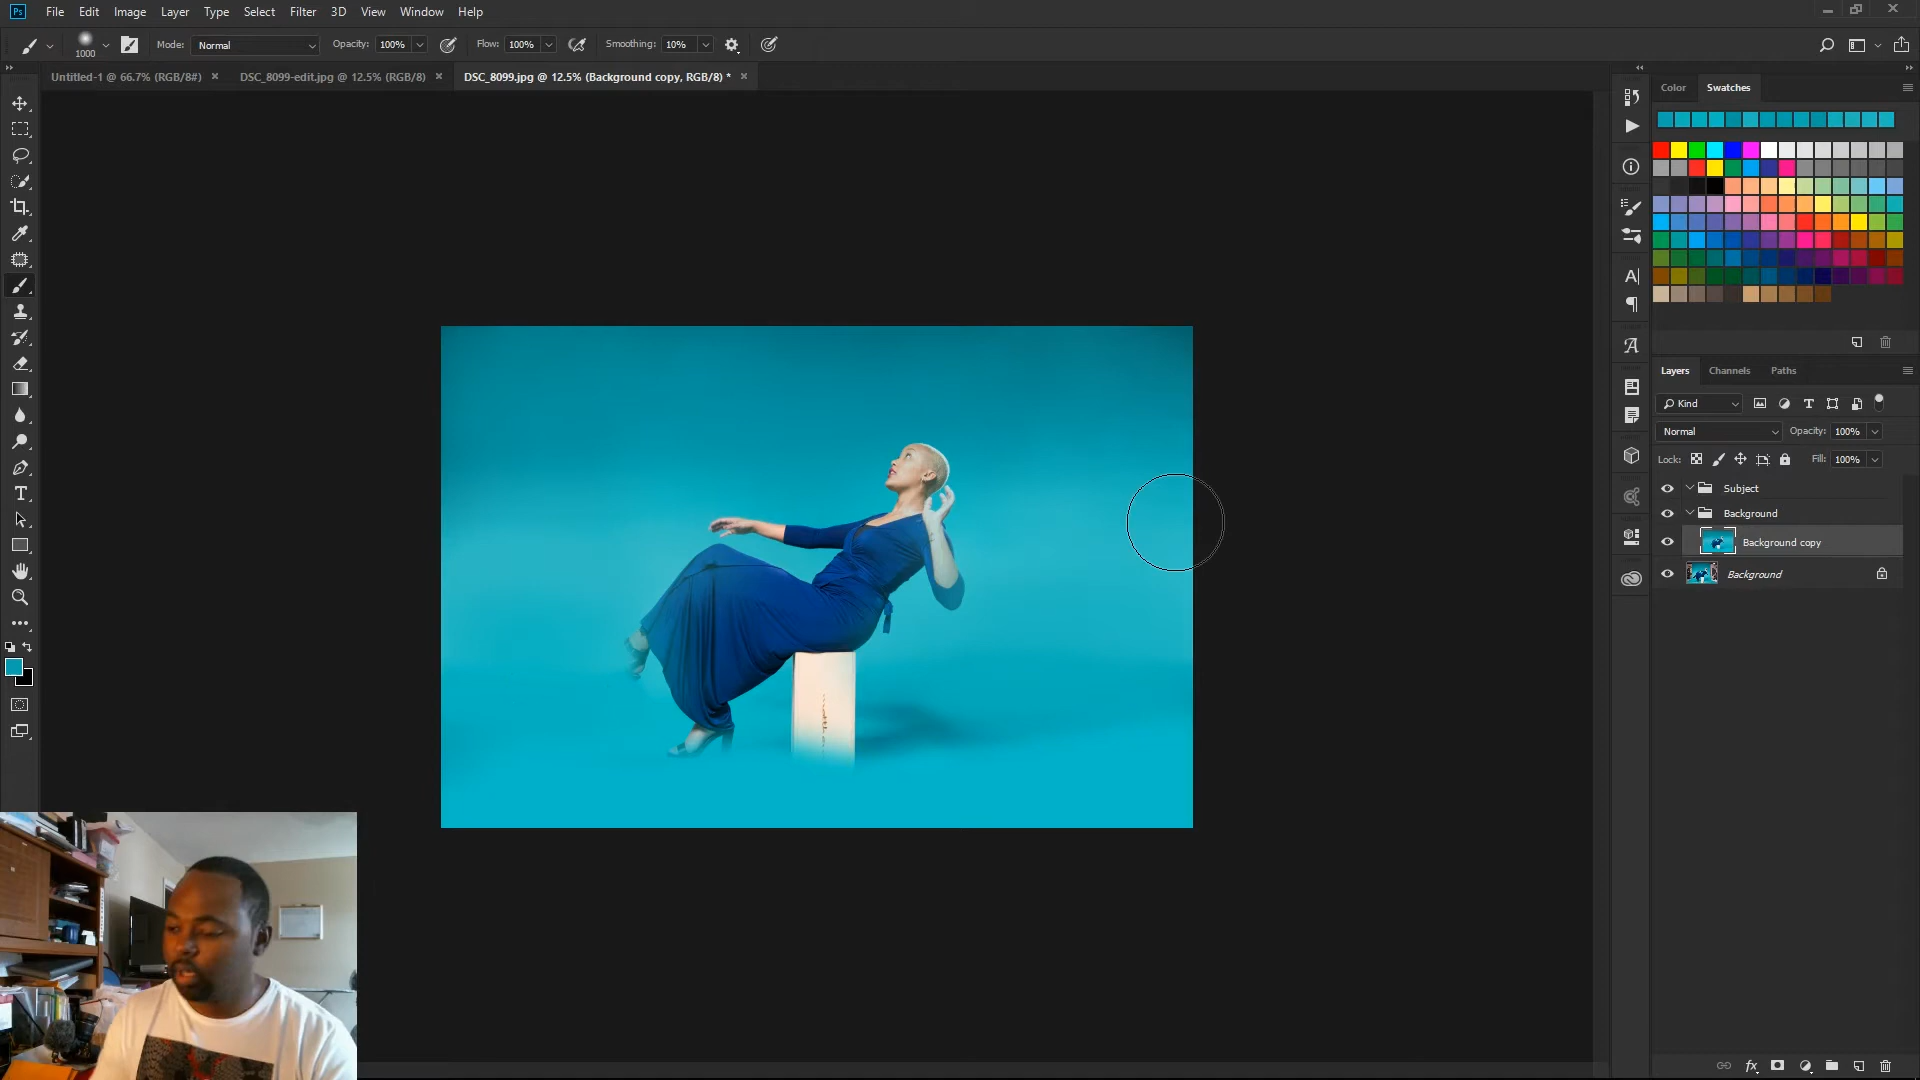 Ps File Edit Image Layer Type Select Filter 3D View Window Help
1000 Mode: Normal Opacity: 100% Flow: 100% Smoothing: 10%
Untitled-1 @ 66.7% (RGB/8#) × DSC_8099-edit.jpg @ 12.5% (RGB/8) × DSC_8099.jpg @ 12.5% (Background copy, RGB/8) * ×
Color Swatches
Layers Channels Paths
Kind
Normal Opacity: 100%
Lock: Fill: 100%
Subject
Background
Background copy
Background